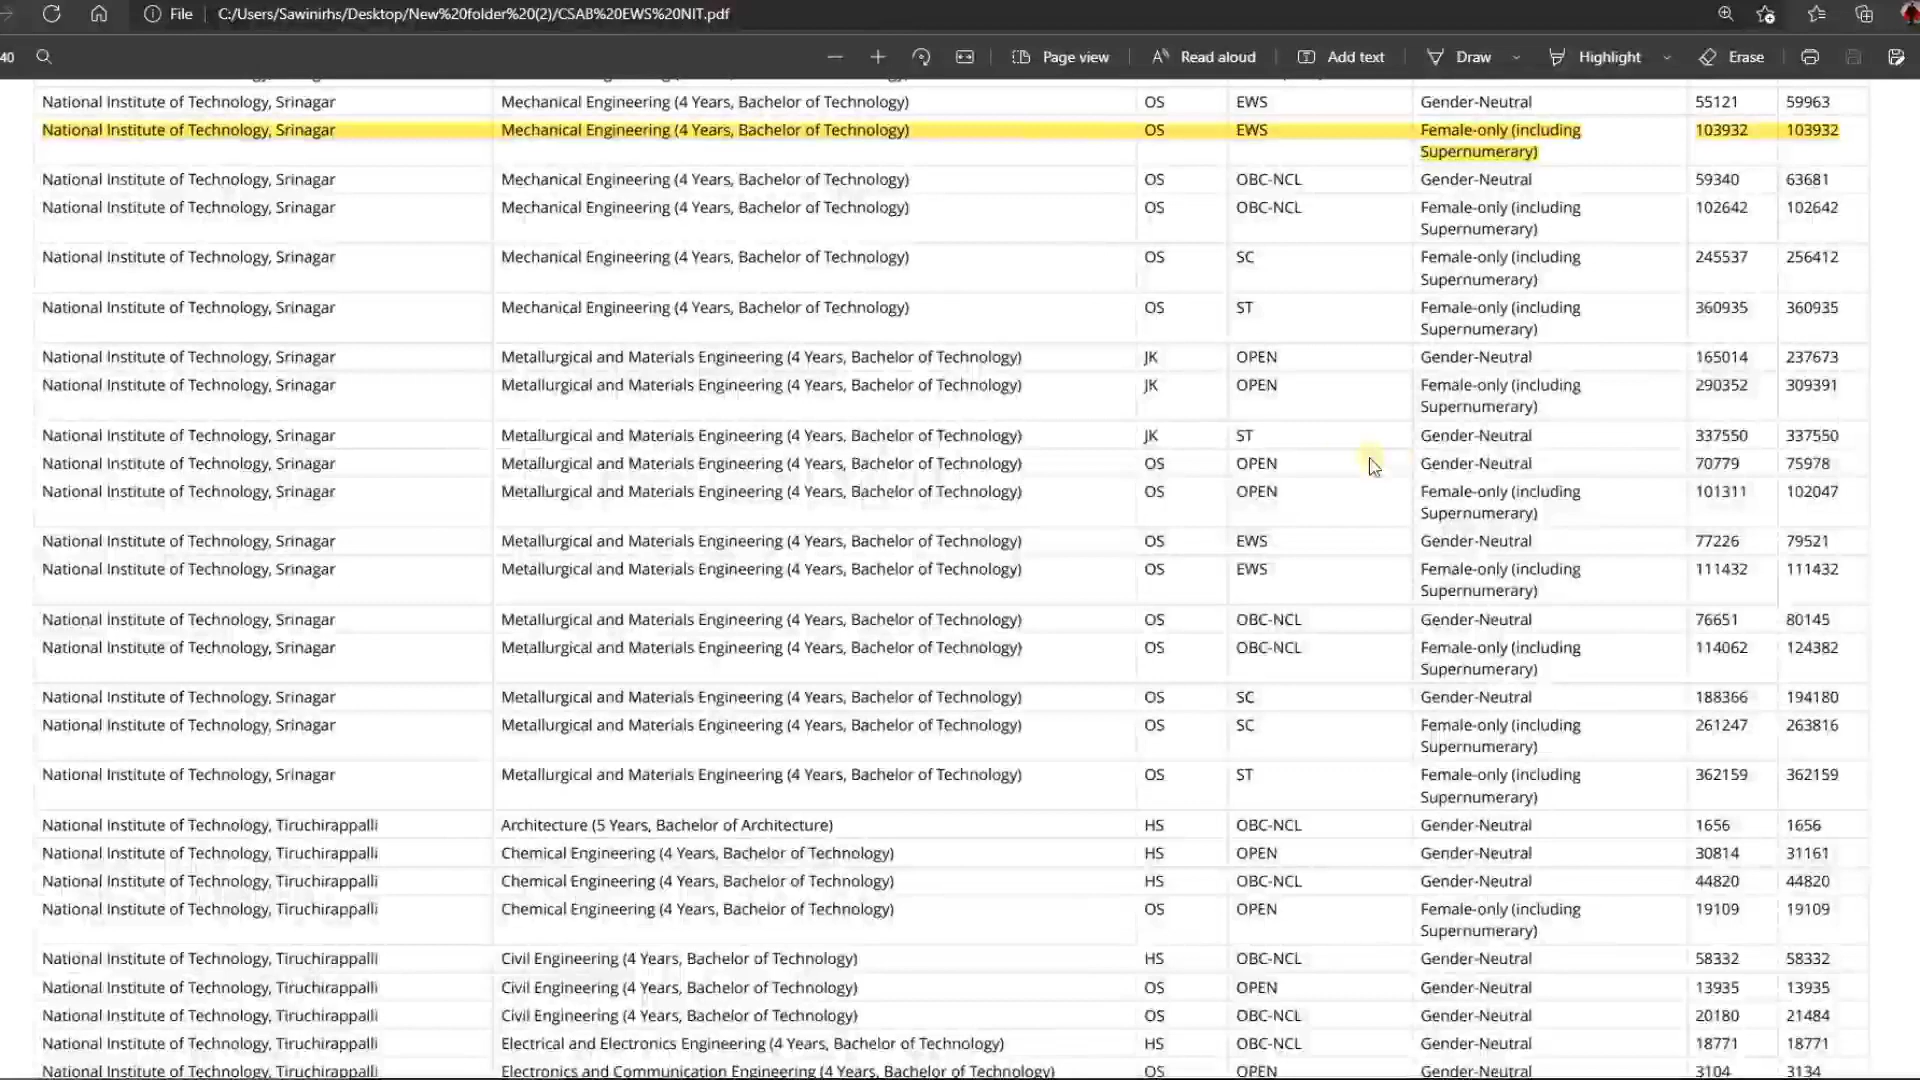 File C:/Users/Sawinirhs/Desktop/New%20folder%20(2)/CSAB%20EWS%20NIT.pdf
40 Page view Read aloud Add text Draw Highlight Erase
National Institute of Technology, Srinagar Mechanical Engineering (4 Years, Bachelor of Technology) OS EWS Gender-Neutral 55121 59963
National Institute of Technology, Srinagar Mechanical Engineering (4 Years, Bachelor of Technology) OS EWS Female-only (including 103932 103932
Supernumerary)
National Institute of Technology, Srinagar Mechanical Engineering (4 Years, Bachelor of Technology) OS OBC-NCL Gender-Neutral 59340 63681
National Institute of Technology, Srinagar Mechanical Engineering (4 Years, Bachelor of Technology) OS OBC-NCL Female-only (including 102642 102642
Supernumerary)
National Institute of Technology, Srinagar Mechanical Engineering (4 Years, Bachelor of Technology) OS SC Female-only (including 245537 256412
Supernumerary)
National Institute of Technology, Srinagar Mechanical Engineering (4 Years, Bachelor of Technology) OS ST Female-only (including 360935 360935
Supernumerary)
National Institute of Technology, Srinagar Metallurgical and Materials Engineering (4 Years, Bachelor of Technology) JK OPEN Gender-Neutral 165014 237673
National Institute of Technology, Srinagar Metallurgical and Materials Engineering (4 Years, Bachelor of Technology) JK OPEN Female-only (including 290352 309391
Supernumerary)
National Institute of Technology, Srinagar Metallurgical and Materials Engineering (4 Years, Bachelor of Technology) JK ST Gender-Neutral 337550 337550
National Institute of Technology, Srinagar Metallurgical and Materials Engineering (4 Years, Bachelor of Technology) OS OPEN Gender-Neutral 70779 75978
National Institute of Technology, Srinagar Metallurgical and Materials Engineering (4 Years, Bachelor of Technology) OS OPEN Female-only (including 101311 102047
Supernumerary)
National Institute of Technology, Srinagar Metallurgical and Materials Engineering (4 Years, Bachelor of Technology) OS EWS Gender-Neutral 77226 79521
National Institute of Technology, Srinagar Metallurgical and Materials Engineering (4 Years, Bachelor of Technology) OS EWS Female-only (including 111432 111432
Supernumerary)
National Institute of Technology, Srinagar Metallurgical and Materials Engineering (4 Years, Bachelor of Technology) OS OBC-NCL Gender-Neutral 76651 80145
National Institute of Technology, Srinagar Metallurgical and Materials Engineering (4 Years, Bachelor of Technology) OS OBC-NCL Female-only (including 114062 124382
Supernumerary)
National Institute of Technology, Srinagar Metallurgical and Materials Engineering (4 Years, Bachelor of Technology) OS SC Gender-Neutral 188366 194180
National Institute of Technology, Srinagar Metallurgical and Materials Engineering (4 Years, Bachelor of Technology) OS SC Female-only (including 261247 263816
Supernumerary)
National Institute of Technology, Srinagar Metallurgical and Materials Engineering (4 Years, Bachelor of Technology) OS ST Female-only (including 362159 362159
Supernumerary)
National Institute of Technology, Tiruchirappalli Architecture (5 Years, Bachelor of Architecture) HS OBC-NCL Gender-Neutral 1656 1656
National Institute of Technology, Tiruchirappalli Chemical Engineering (4 Years, Bachelor of Technology) HS OPEN Gender-Neutral 30814 31161
National Institute of Technology, Tiruchirappalli Chemical Engineering (4 Years, Bachelor of Technology) HS OBC-NCL Gender-Neutral 44820 44820
National Institute of Technology, Tiruchirappalli Chemical Engineering (4 Years, Bachelor of Technology) OS OPEN Female-only (including 19109 19109
Supernumerary)
National Institute of Technology, Tiruchirappalli Civil Engineering (4 Years, Bachelor of Technology) HS OBC-NCL Gender-Neutral 58332 58332
National Institute of Technology, Tiruchirappalli Civil Engineering (4 Years, Bachelor of Technology) OS OPEN Gender-Neutral 13935 13935
National Institute of Technology, Tiruchirappalli Civil Engineering (4 Years, Bachelor of Technology) OS OBC-NCL Gender-Neutral 20180 21484
National Institute of Technology, Tiruchirappalli Electrical and Electronics Engineering (4 Years, Bachelor of Technology) HS OBC-NCL Gender-Neutral 18771 18771
National Institute of Technology, Tiruchirappalli Electronics and Communication Engineering (4 Years, Bachelor of Technology) OS OPEN Gender-Neutral 3104 3134